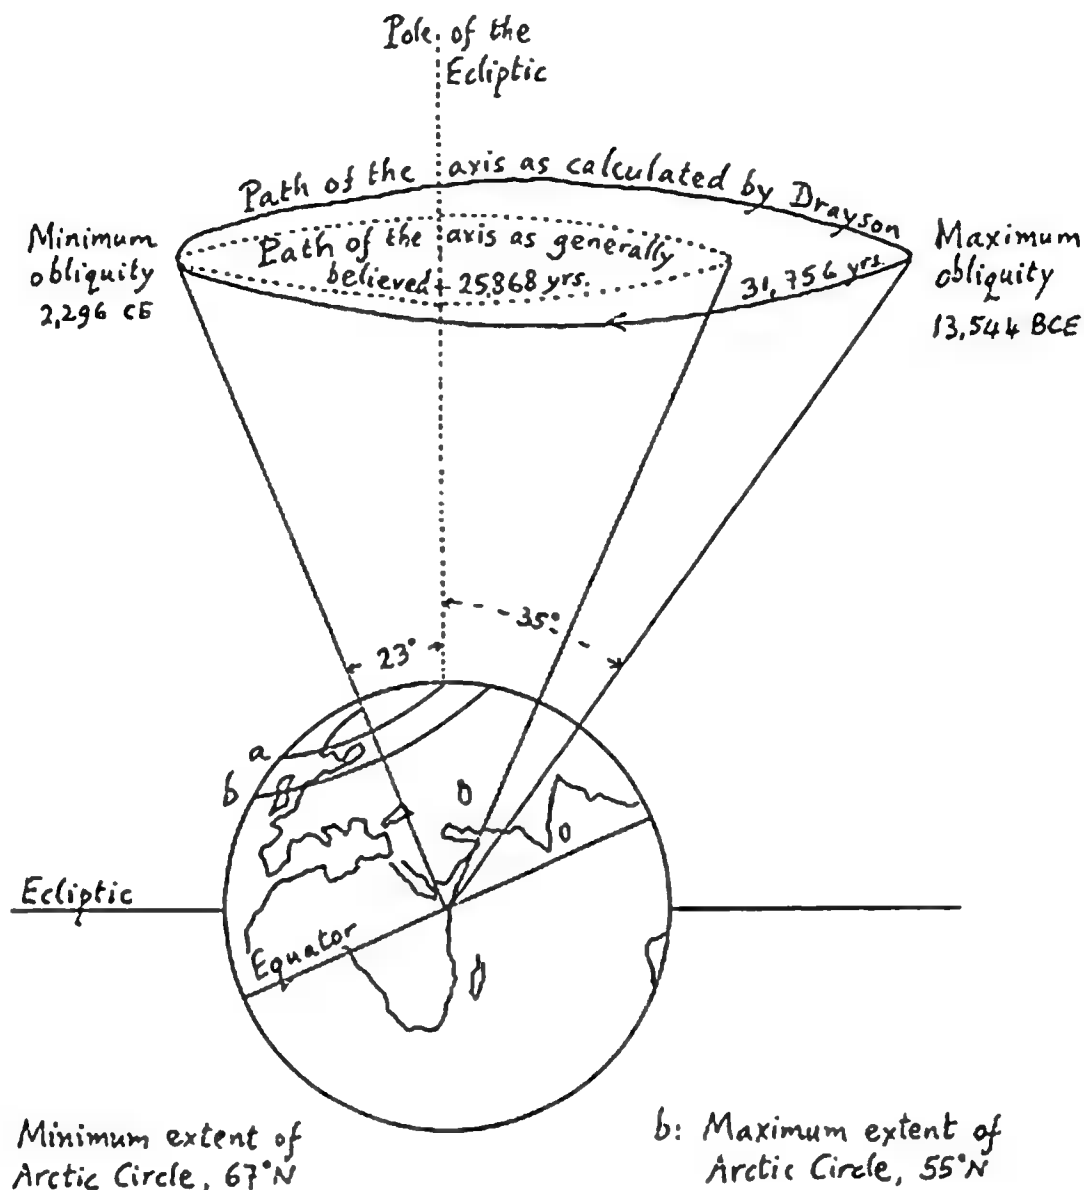 Pole of the
Ecliptic
Path of the axis as calculated by Drayson
Minimum
obliquity
2,296 CE
Path of the axis as generally
believed - 25,868 yrs.
31,756 yrs.
Maximum
obliquity
13,544 BCE
35°
23°
a
b
Ecliptic
Equator
Minimum extent of
Arctic Circle, 67°N
b: Maximum extent of
Arctic Circle, 55°N